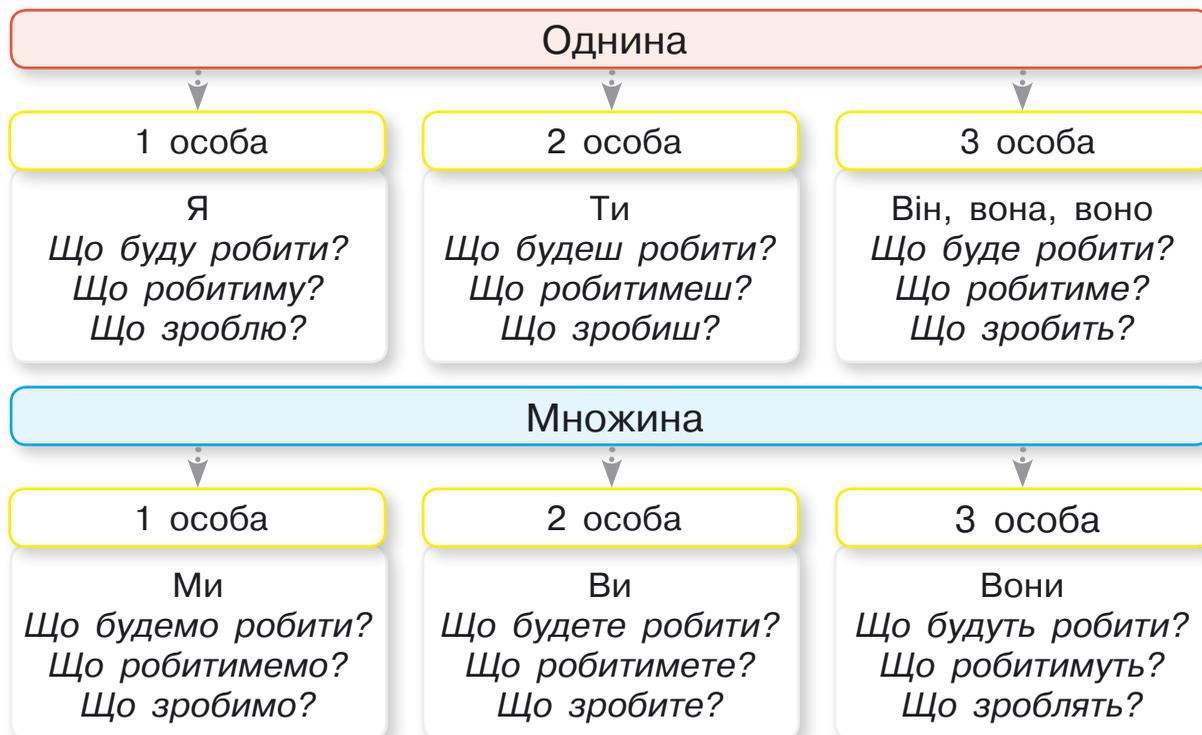 Однина
1 особа
Я
Що буду робити?
Що робитиму?
Що зроблю?
2 особа
Ти
Що будеш робити?
Що робитимеш?
Що зробиш?
3 особа
Він, вона, воно
Що буде робити?
Що робитиме?
Що зробить?
Множина
1 особа
Ми
Що будемо робити?
Що робитимемо?
Що зробимо?
2 особа
Ви
Що будете робити?
Що робитимете?
Що зробите?
3 особа
Вони
Що будуть робити?
Що робитимуть?
Що зроблять?